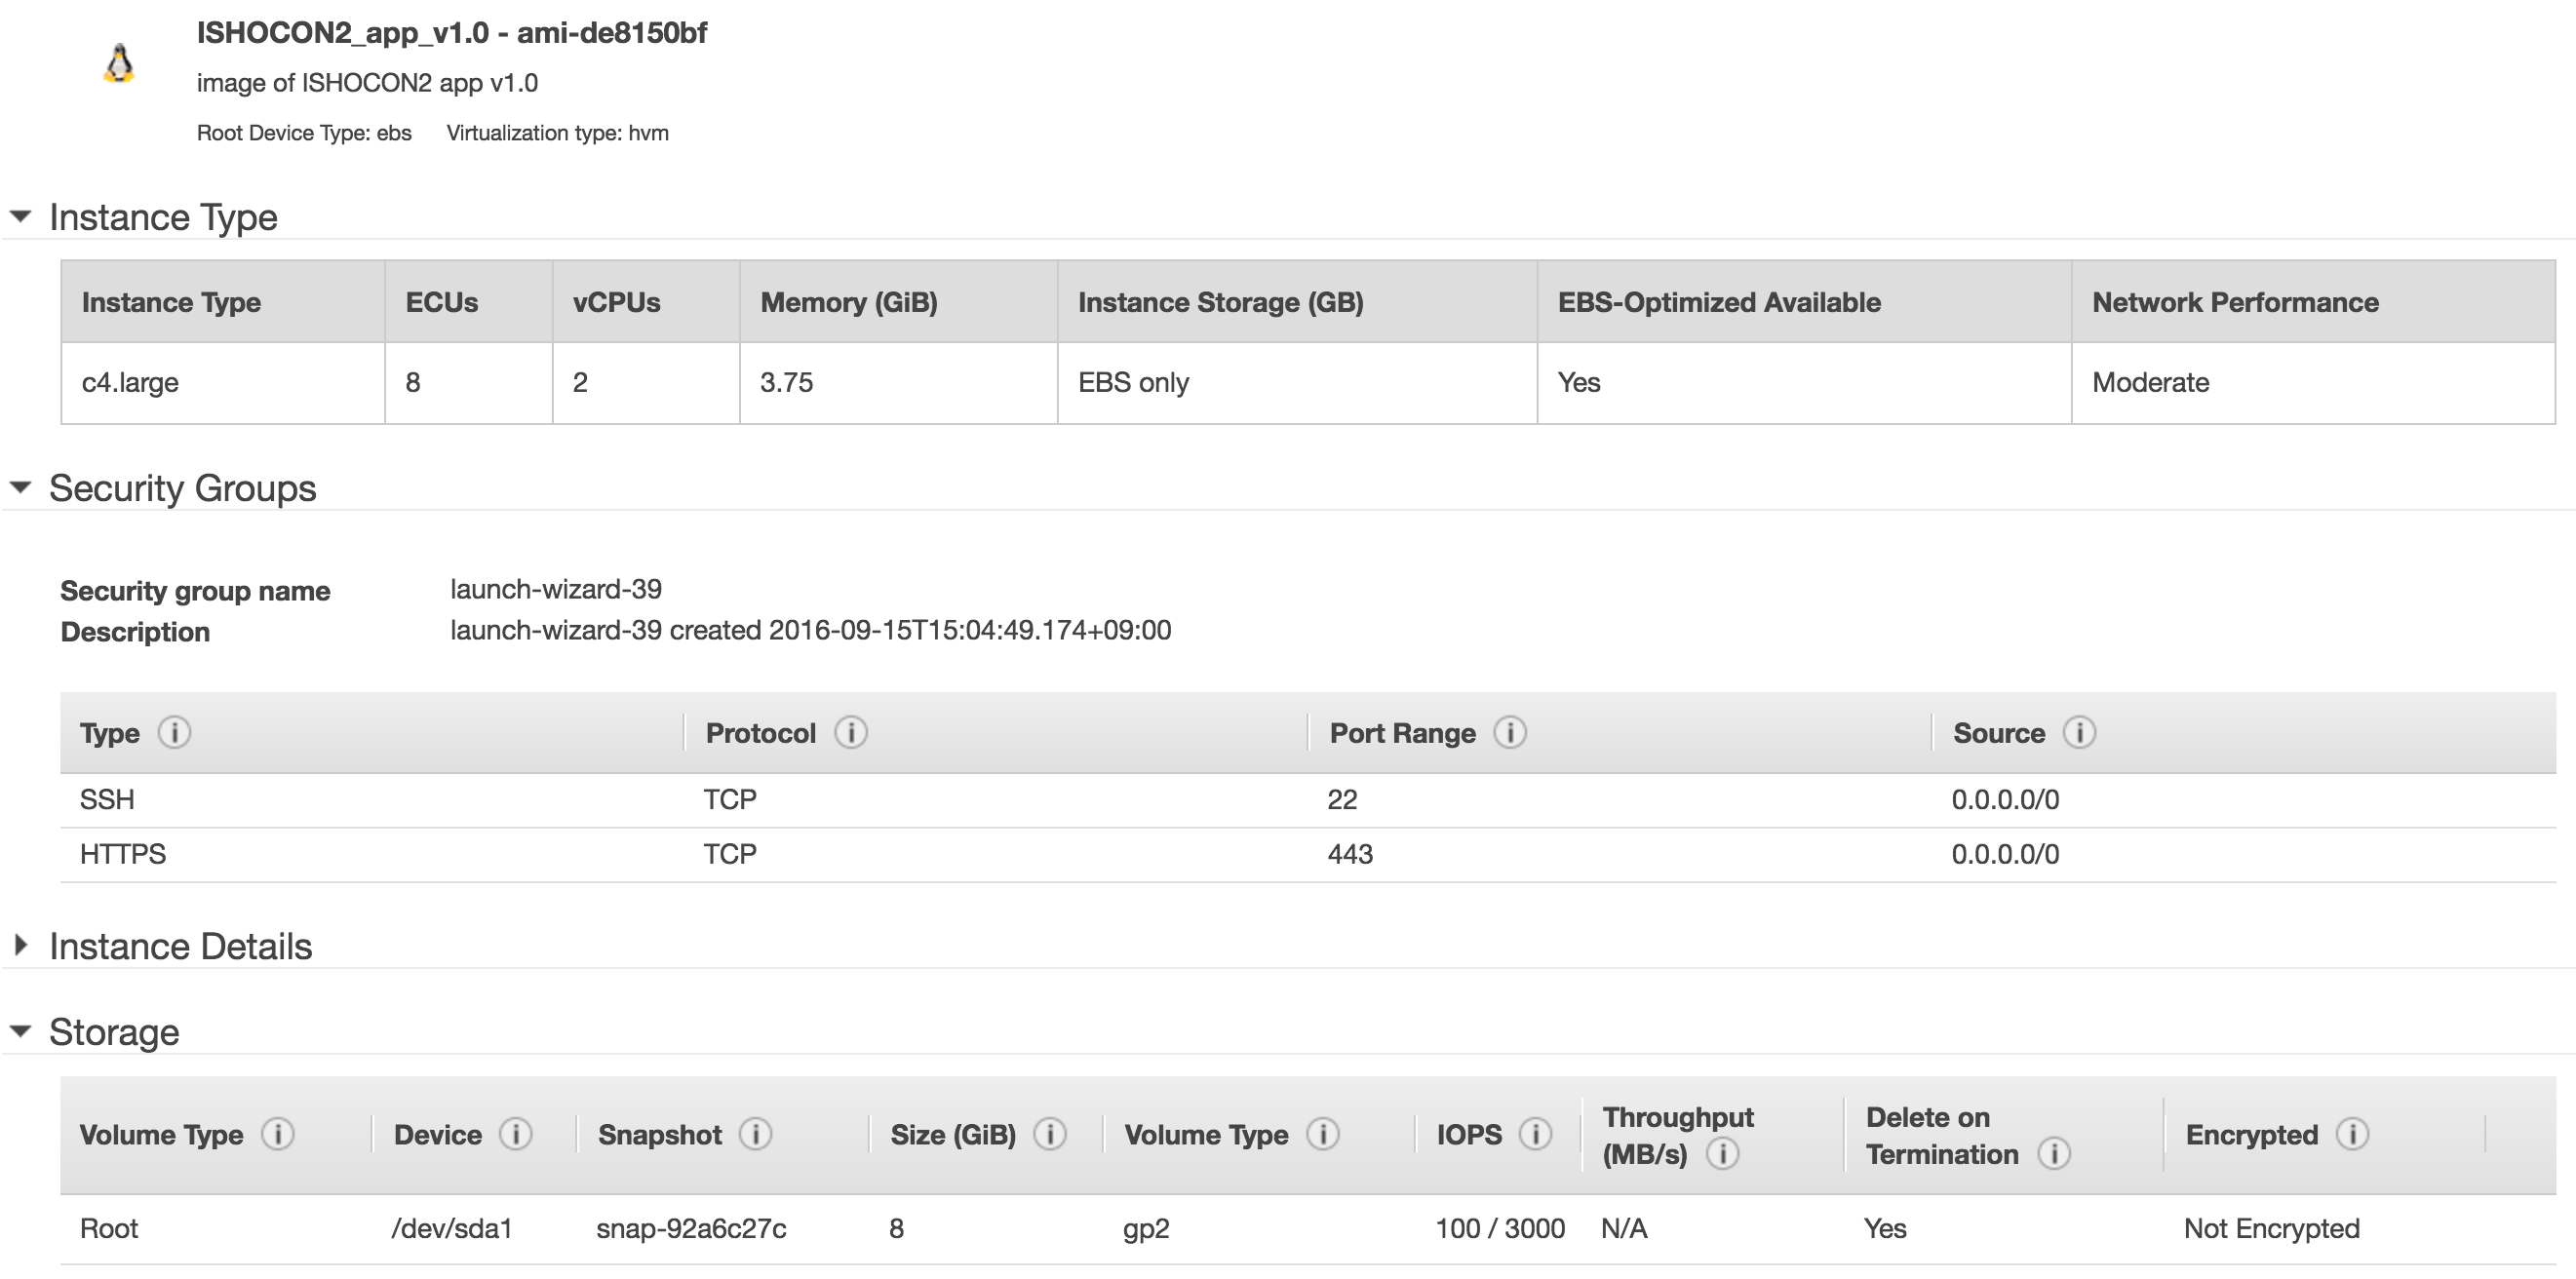 ISHOCON2_app_v1.0 - ami-de8150bf
image of ISHOCON2 app v1.0
Root Device Type: ebs Virtualization type: hvm
Instance Type
Instance Type ECUs vCPUs Memory (GiB) Instance Storage (GB) EBS-Optimized Available Network Performance
c4.large 8 2 3.75 EBS only Yes Moderate
Security Groups
Security group name launch-wizard-39
Description launch-wizard-39 created 2016-09-15T15:04:49.174+09:00
Type Protocol Port Range Source
SSH TCP 22 0.0.0.0/0
HTTPS TCP 443 0.0.0.0/0
Instance Details
Storage
Volume Type Device Snapshot Size (GiB) Volume Type IOPS Throughput (MB/s) Delete on Termination Encrypted
Root /dev/sda1 snap-92a6c27c 8 gp2 100 / 3000 N/A Yes Not Encrypted